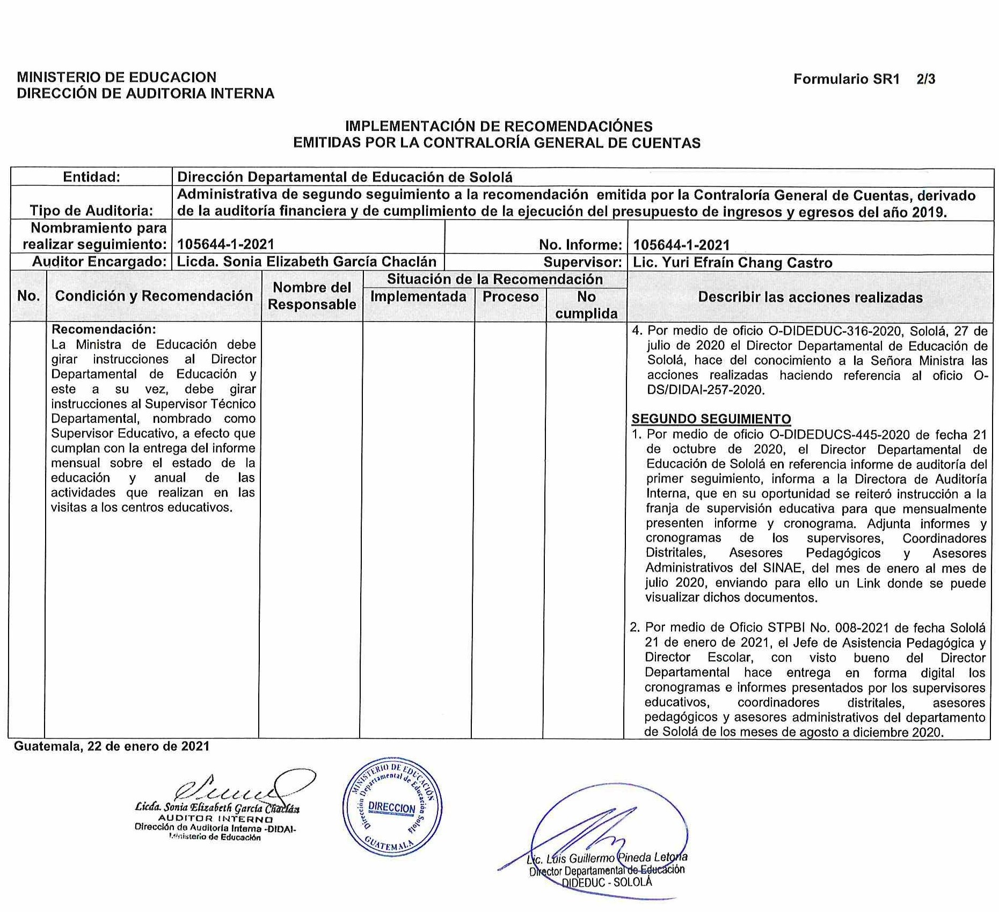 MINISTERIO DE EDUCACION
DIRECCIÓN DE AUDITORIA INTERNA
Formulario SR1 2/3
IMPLEMENTACIÓN DE RECOMENDACIÓNES
EMITIDAS POR LA CONTRALORÍA GENERAL DE CUENTAS
Entidad: Dirección Departamental de Educación de Sololá
Tipo de Auditoria: Administrativa de segundo seguimiento a la recomendación emitida por la Contraloría General de Cuentas, derivado
de la auditoría financiera y de cumplimiento de la ejecución del presupuesto de ingresos y egresos del año 2019.
Nombramiento para
realizar seguimiento: 105644-1-2021 No. Informe: 105644-1-2021
Auditor Encargado: Licda. Sonia Elizabeth García Chaclán Supervisor: Lic. Yuri Efraín Chang Castro
No.
Condición y Recomendación
Nombre del
Responsable
Situación de la Recomendación
Implementada
Proceso
No
cumplida
Describir las acciones realizadas
Recomendación:
La Ministra de Educación debe
girar instrucciones al Director
Departamental de Educación y
este a su vez, debe girar
instrucciones al Supervisor Técnico
Departamental, nombrado como
Supervisor Educativo, a efecto que
cumplan con la entrega del informe
mensual sobre el estado de la
educación y anual de las
actividades que realizan en las
visitas a los centros educativos.
4. Por medio de oficio O-DIDEDUC-316-2020, Sololá, 27 de
julio de 2020 el Director Departamental de Educación de
Sololá, hace del conocimiento a la Señora Ministra las
acciones realizadas haciendo referencia al oficio O-
DS/DIDAI-257-2020.
SEGUNDO SEGUIMIENTO
1. Por medio de oficio O-DIDEDUCS-445-2020 de fecha 21
de octubre de 2020, el Director Departamental de
Educación de Sololá en referencia informe de auditoría del
primer seguimiento, informa a la Directora de Auditoría
Interna, que en su oportunidad se reiteró instrucción a la
franja de supervisión educativa para que mensualmente
presenten informe y cronograma. Adjunta informes y
cronogramas de los supervisores, Coordinadores
Distritales, Asesores Pedagógicos y Asesores
Administrativos del SINAE, del mes de enero al mes de
julio 2020, enviando para ello un Link donde se puede
visualizar dichos documentos.
2. Por medio de Oficio STPBI No. 008-2021 de fecha Sololá
21 de enero de 2021, el Jefe de Asistencia Pedagógica y
Director Escolar, con visto bueno del Director
Departamental hace entrega en forma digital los
cronogramas e informes presentados por los supervisores
educativos, coordinadores distritales, asesores
pedagógicos y asesores administrativos del departamento
de Sololá de los meses de agosto a diciembre 2020.
Guatemala, 22 de enero de 2021
Licda. Sonia Elizabeth García Chaclán
AUDITOR INTERNO
Dirección de Auditoría Interna -DIDAI-
Ministerio de Educación
MINISTERIO DE EDUCACIÓN
Dirección Departamental de Educación Sololá
DIRECCION
GUATEMALA
Lic. Luis Guillermo Pineda Letona
Director Departamental de Educación
DIDEDUC - SOLOLÁ